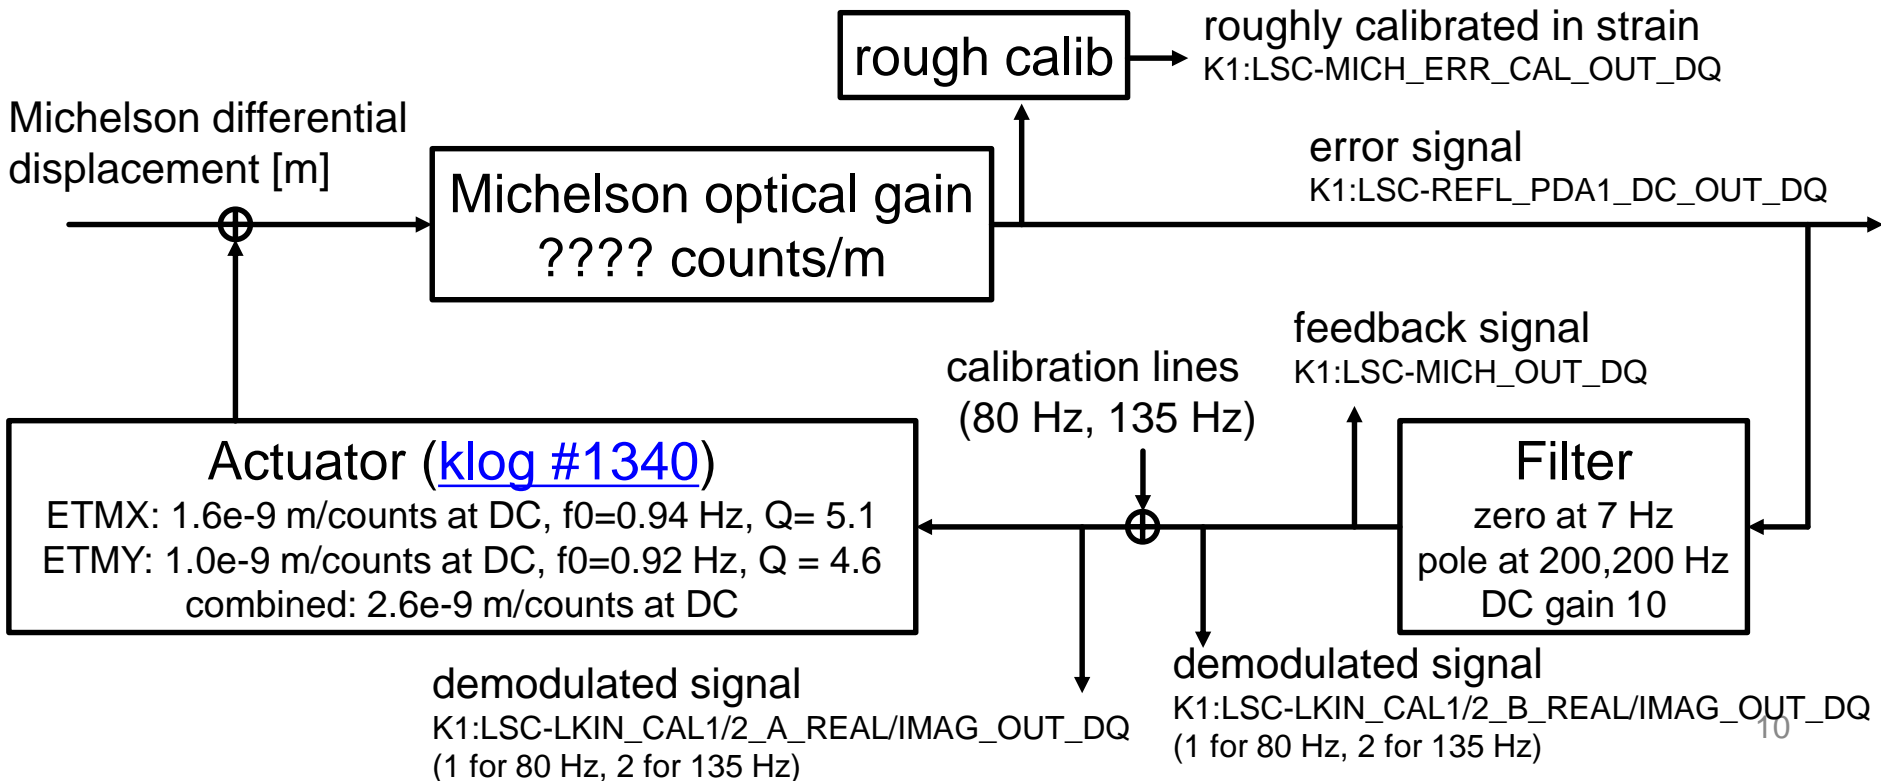 rough calib
roughly calibrated in strain
K1:LSC-MICH_ERR_CAL_OUT_DQ
Michelson differential
displacement [m]
Michelson optical gain
???? counts/m
error signal
K1:LSC-REFL_PDA1_DC_OUT_DQ
feedback signal
K1:LSC-MICH_OUT_DQ
calibration lines
(80 Hz, 135 Hz)
Actuator (klog #1340)
ETMX: 1.6e-9 m/counts at DC, f0=0.94 Hz, Q= 5.1
ETMY: 1.0e-9 m/counts at DC, f0=0.92 Hz, Q = 4.6
combined: 2.6e-9 m/counts at DC
Filter
zero at 7 Hz
pole at 200,200 Hz
DC gain 10
demodulated signal
K1:LSC-LKIN_CAL1/2_A_REAL/IMAG_OUT_DQ
(1 for 80 Hz, 2 for 135 Hz)
demodulated signal
K1:LSC-LKIN_CAL1/2_B_REAL/IMAG_OUT_DQ
(1 for 80 Hz, 2 for 135 Hz)
10